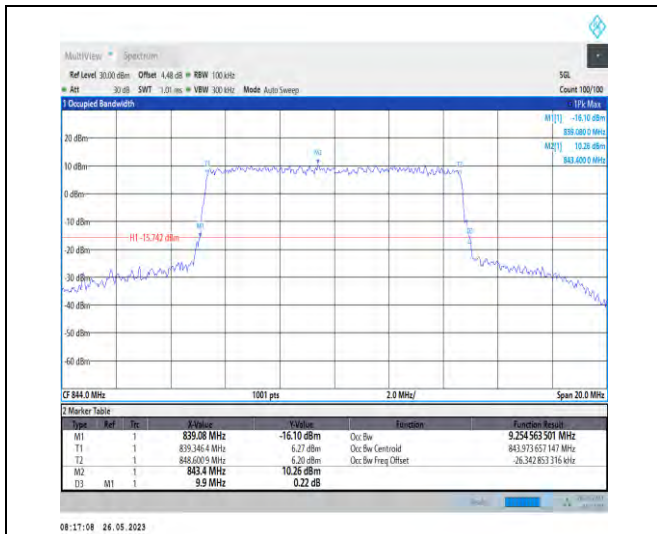 MultiView Spectrum
Ref Level 30.00 dBm Offset 4.48 dB RBW 100 kHz SGL
Att 30 dB SWT 1.01 ms VBW 300 kHz Mode Auto Sweep Count 100/100
1 Occupied Bandwidth 1Pk Max
M1[1] -16.10 dBm
839.0800 MHz
M2[1] 10.26 dBm
843.4000 MHz
20 dBm
M2
T1
10 dBm
0 dBm
-10 dBm
M1
H1 -15.742 dBm
-20 dBm
-30 dBm
-40 dBm
-50 dBm
-60 dBm
CF 844.0 MHz 1001 pts 2.0 MHz/ Span 20.0 MHz
2 Marker Table
Type Ref Trc X-Value Y-Value Function Function Result
M1 1 839.08 MHz -16.10 dBm Occ Bw 9.254 563 501 MHz
T1 1 839.346 4 MHz 6.27 dBm Occ Bw Centroid 843.973 657 147 MHz
T2 1 848.600 9 MHz 6.20 dBm Occ Bw Freq Offset -26.342 853 316 kHz
M2 1 843.4 MHz 10.26 dBm
D3 M1 1 9.9 MHz 0.22 dB
08:17:08 26.05.2023